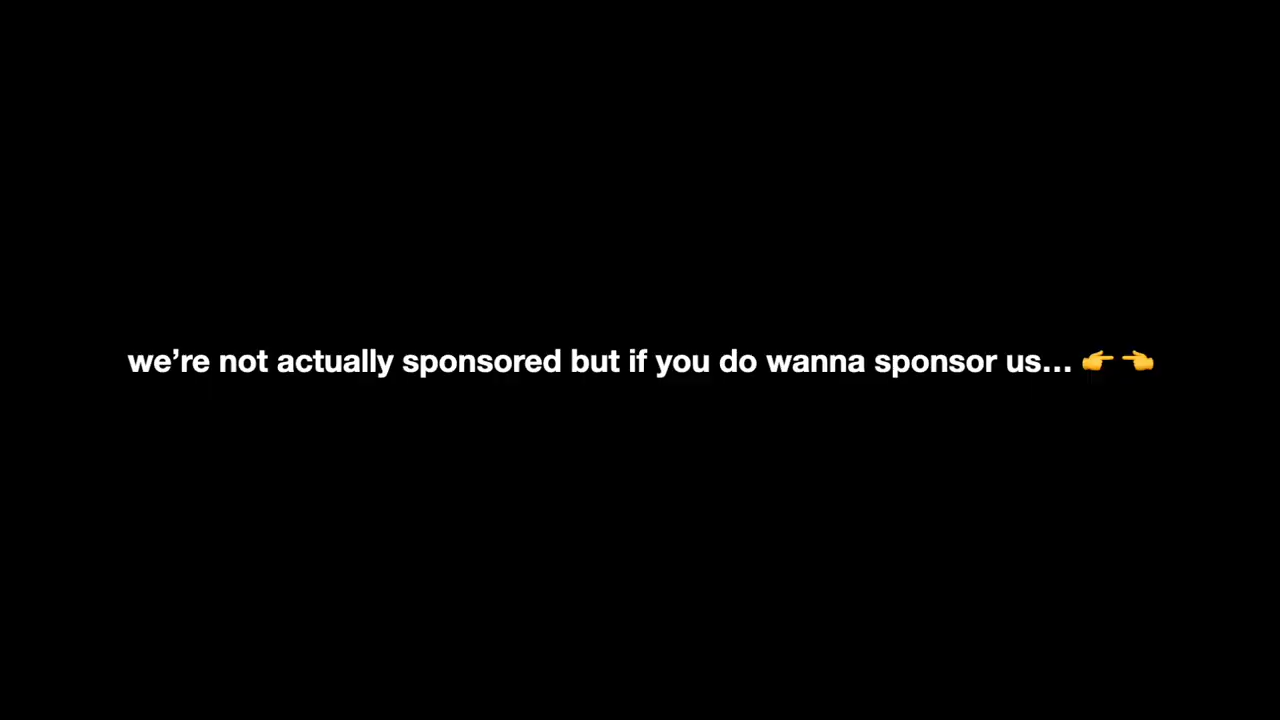 we’re not actually sponsored but if you do wanna sponsor us... 👉👈